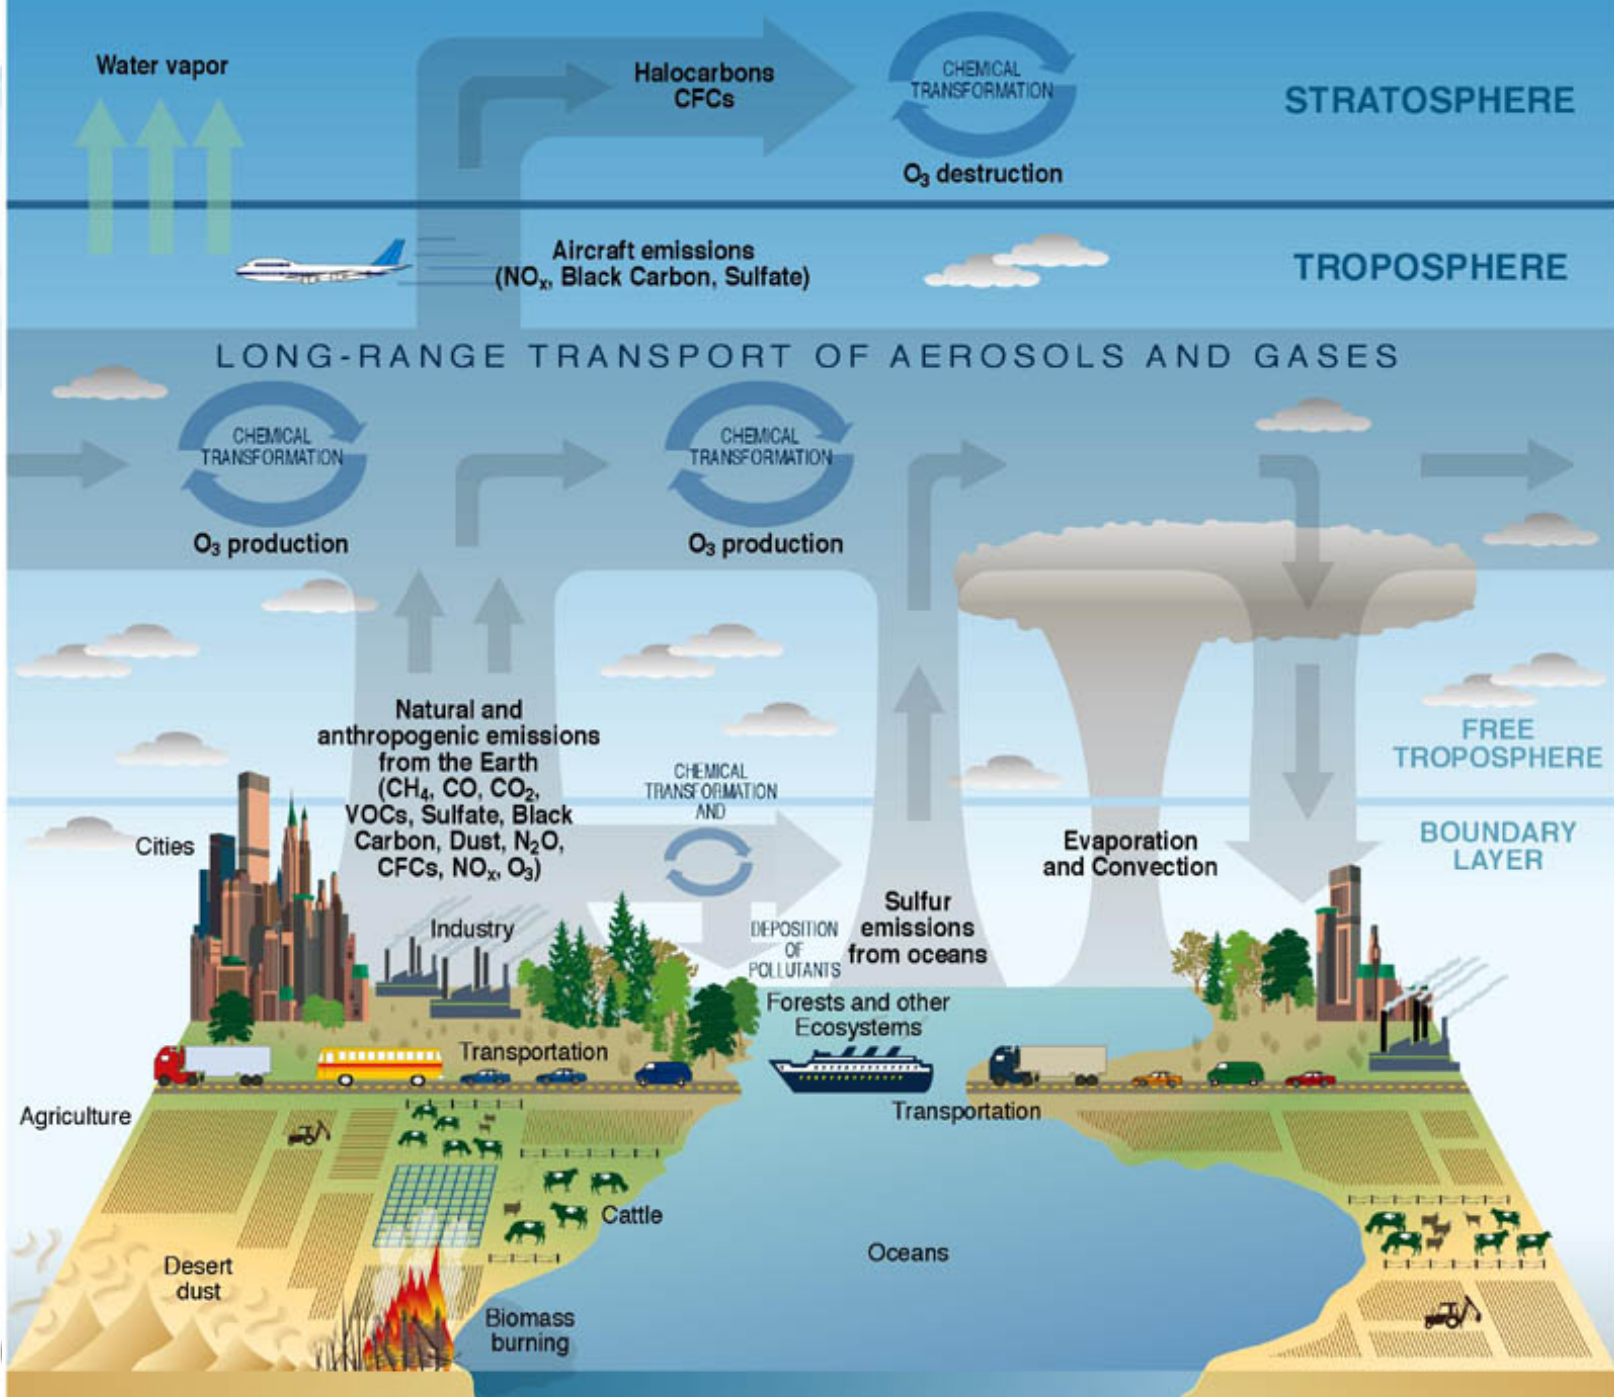 Water vapor
Halocarbons
CFCs
CHEMICAL
TRANSFORMATION
O₃ destruction
STRATOSPHERE
Aircraft emissions
(NOₓ, Black Carbon, Sulfate)
TROPOSPHERE
LONG-RANGE TRANSPORT OF AEROSOLS AND GASES
CHEMICAL
TRANSFORMATION
O₃ production
CHEMICAL
TRANSFORMATION
O₃ production
Natural and
anthropogenic emissions
from the Earth
(CH₄, CO, CO₂,
VOCs, Sulfate, Black
Carbon, Dust, N₂O,
CFCs, NOₓ, O₃)
CHEMICAL
TRANSFORMATION
AND
DEPOSITION
OF
POLLUTANTS
FREE
TROPOSPHERE
BOUNDARY
LAYER
Cities
Evaporation
and Convection
Sulfur
emissions
from oceans
Industry
Forests and other
Ecosystems
Transportation
Transportation
Agriculture
Cattle
Oceans
Desert
dust
Biomass
burning